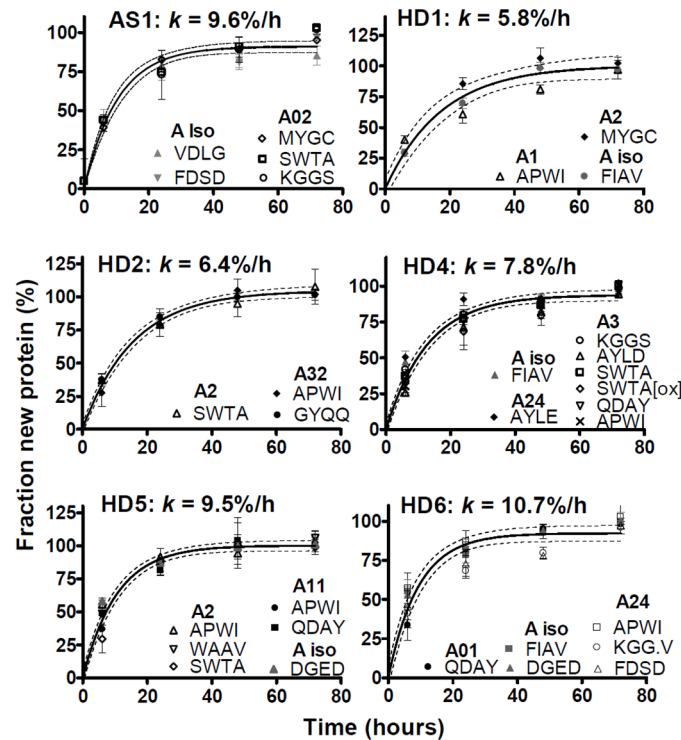 Fraction new protein (%)
AS1: k = 9.6%/h
100
75
50
25
0
0 20 40 60 80
A Iso
VDLG
FDSD
A02
MYGC
SWTA
KGGS
HD1: k = 5.8%/h
125
100
75
50
25
0
0 20 40 60 80
A1
APWI
A2
MYGC
A iso
FIAV
HD2: k = 6.4%/h
125
100
75
50
25
0
0 20 40 60 80
A2
SWTA
A32
APWI
GYQQ
HD4: k = 7.8%/h
100
75
50
25
0
0 20 40 60 80
A iso
FIAV
A24
AYLE
A3
KGGS
AYLD
SWTA
SWTA[ox]
QDAY
APWI
HD5: k = 9.5%/h
125
100
75
50
25
0
0 20 40 60 80
A2
APWI
WAAV
SWTA
A11
APWI
QDAY
A iso
DGED
HD6: k = 10.7%/h
100
75
50
25
0
0 20 40 60 80
A01
QDAY
A iso
FIAV
DGED
A24
APWI
KGG.V
FDSD
Time (hours)